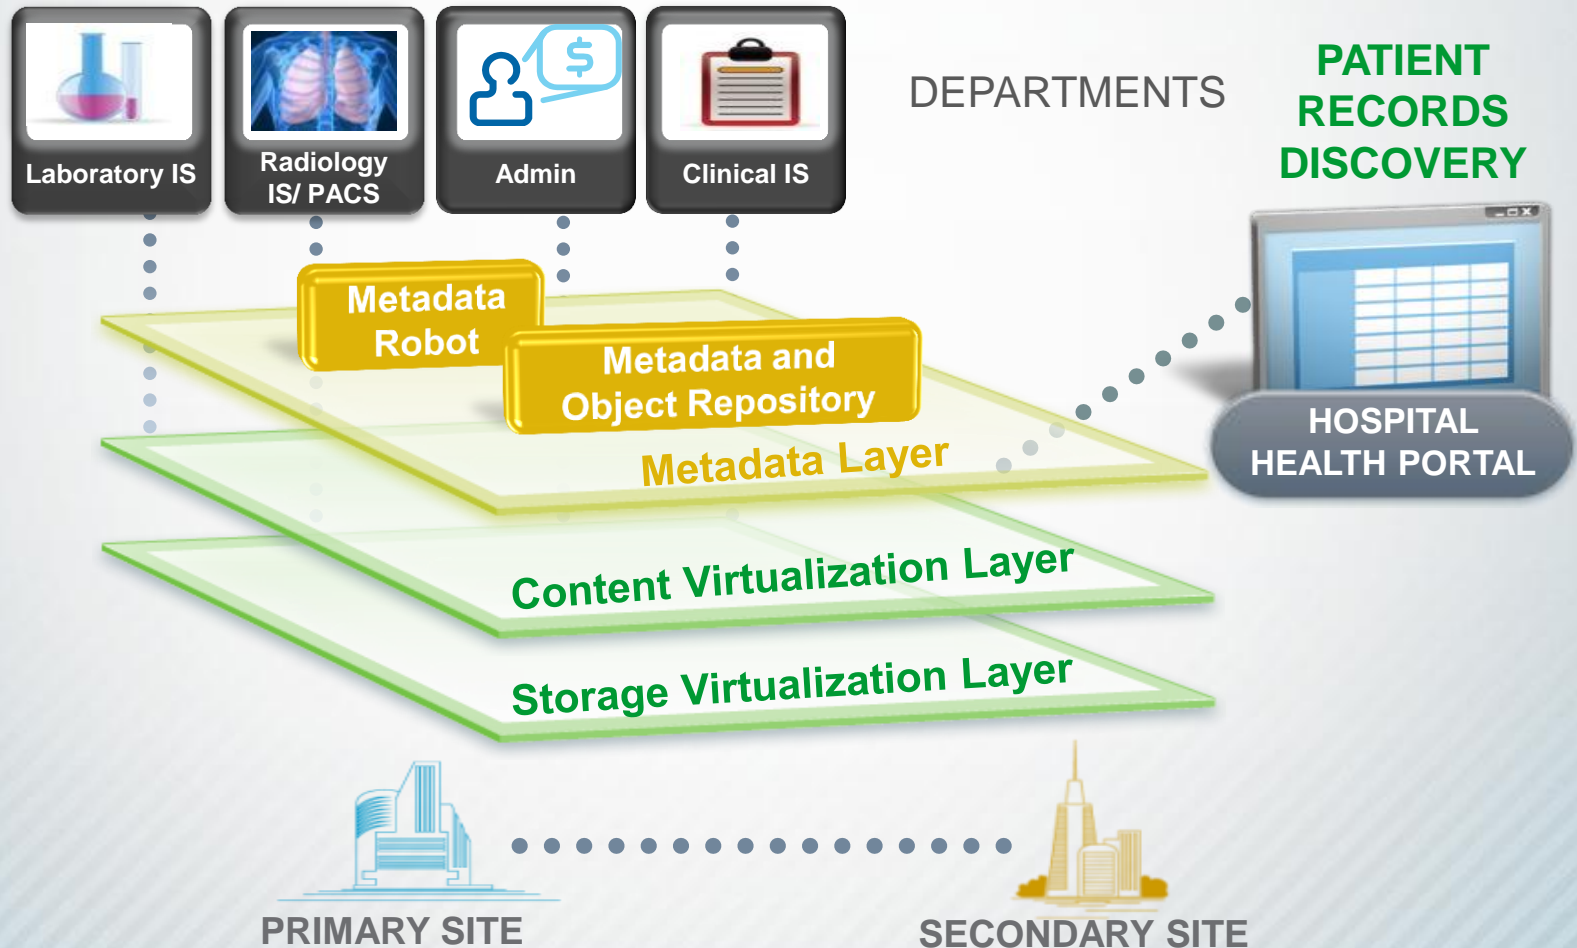 Laboratory IS
Radiology
IS/ PACS
Admin
$
Clinical IS
DEPARTMENTS
PATIENT
RECORDS
DISCOVERY
Metadata
Robot
Metadata and
Object Repository
Metadata Layer
HOSPITAL
HEALTH PORTAL
Content Virtualization Layer
Storage Virtualization Layer
PRIMARY SITE
SECONDARY SITE